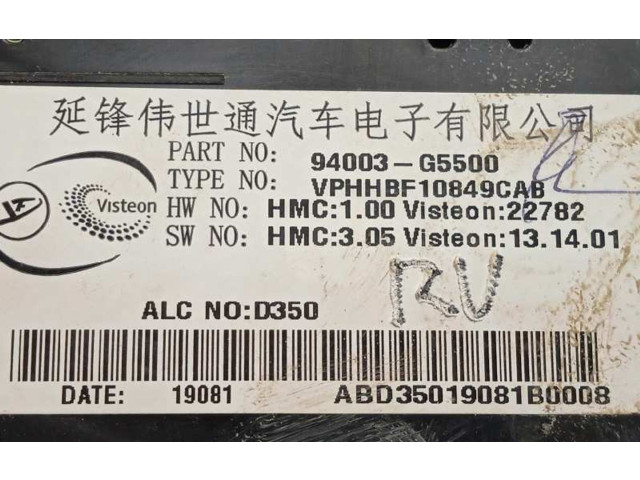 延锋伟世通汽车电子有限公司
PART NO: 94003-G5500
TYPE NO: VPHHBF10849CAB
Visteon
HW NO: HMC:1.00 Visteon:22782
SW NO: HMC:3.05 Visteon:13.14.01
RU
ALC NO:D350
DATE: 19081 ABD35019081B0008